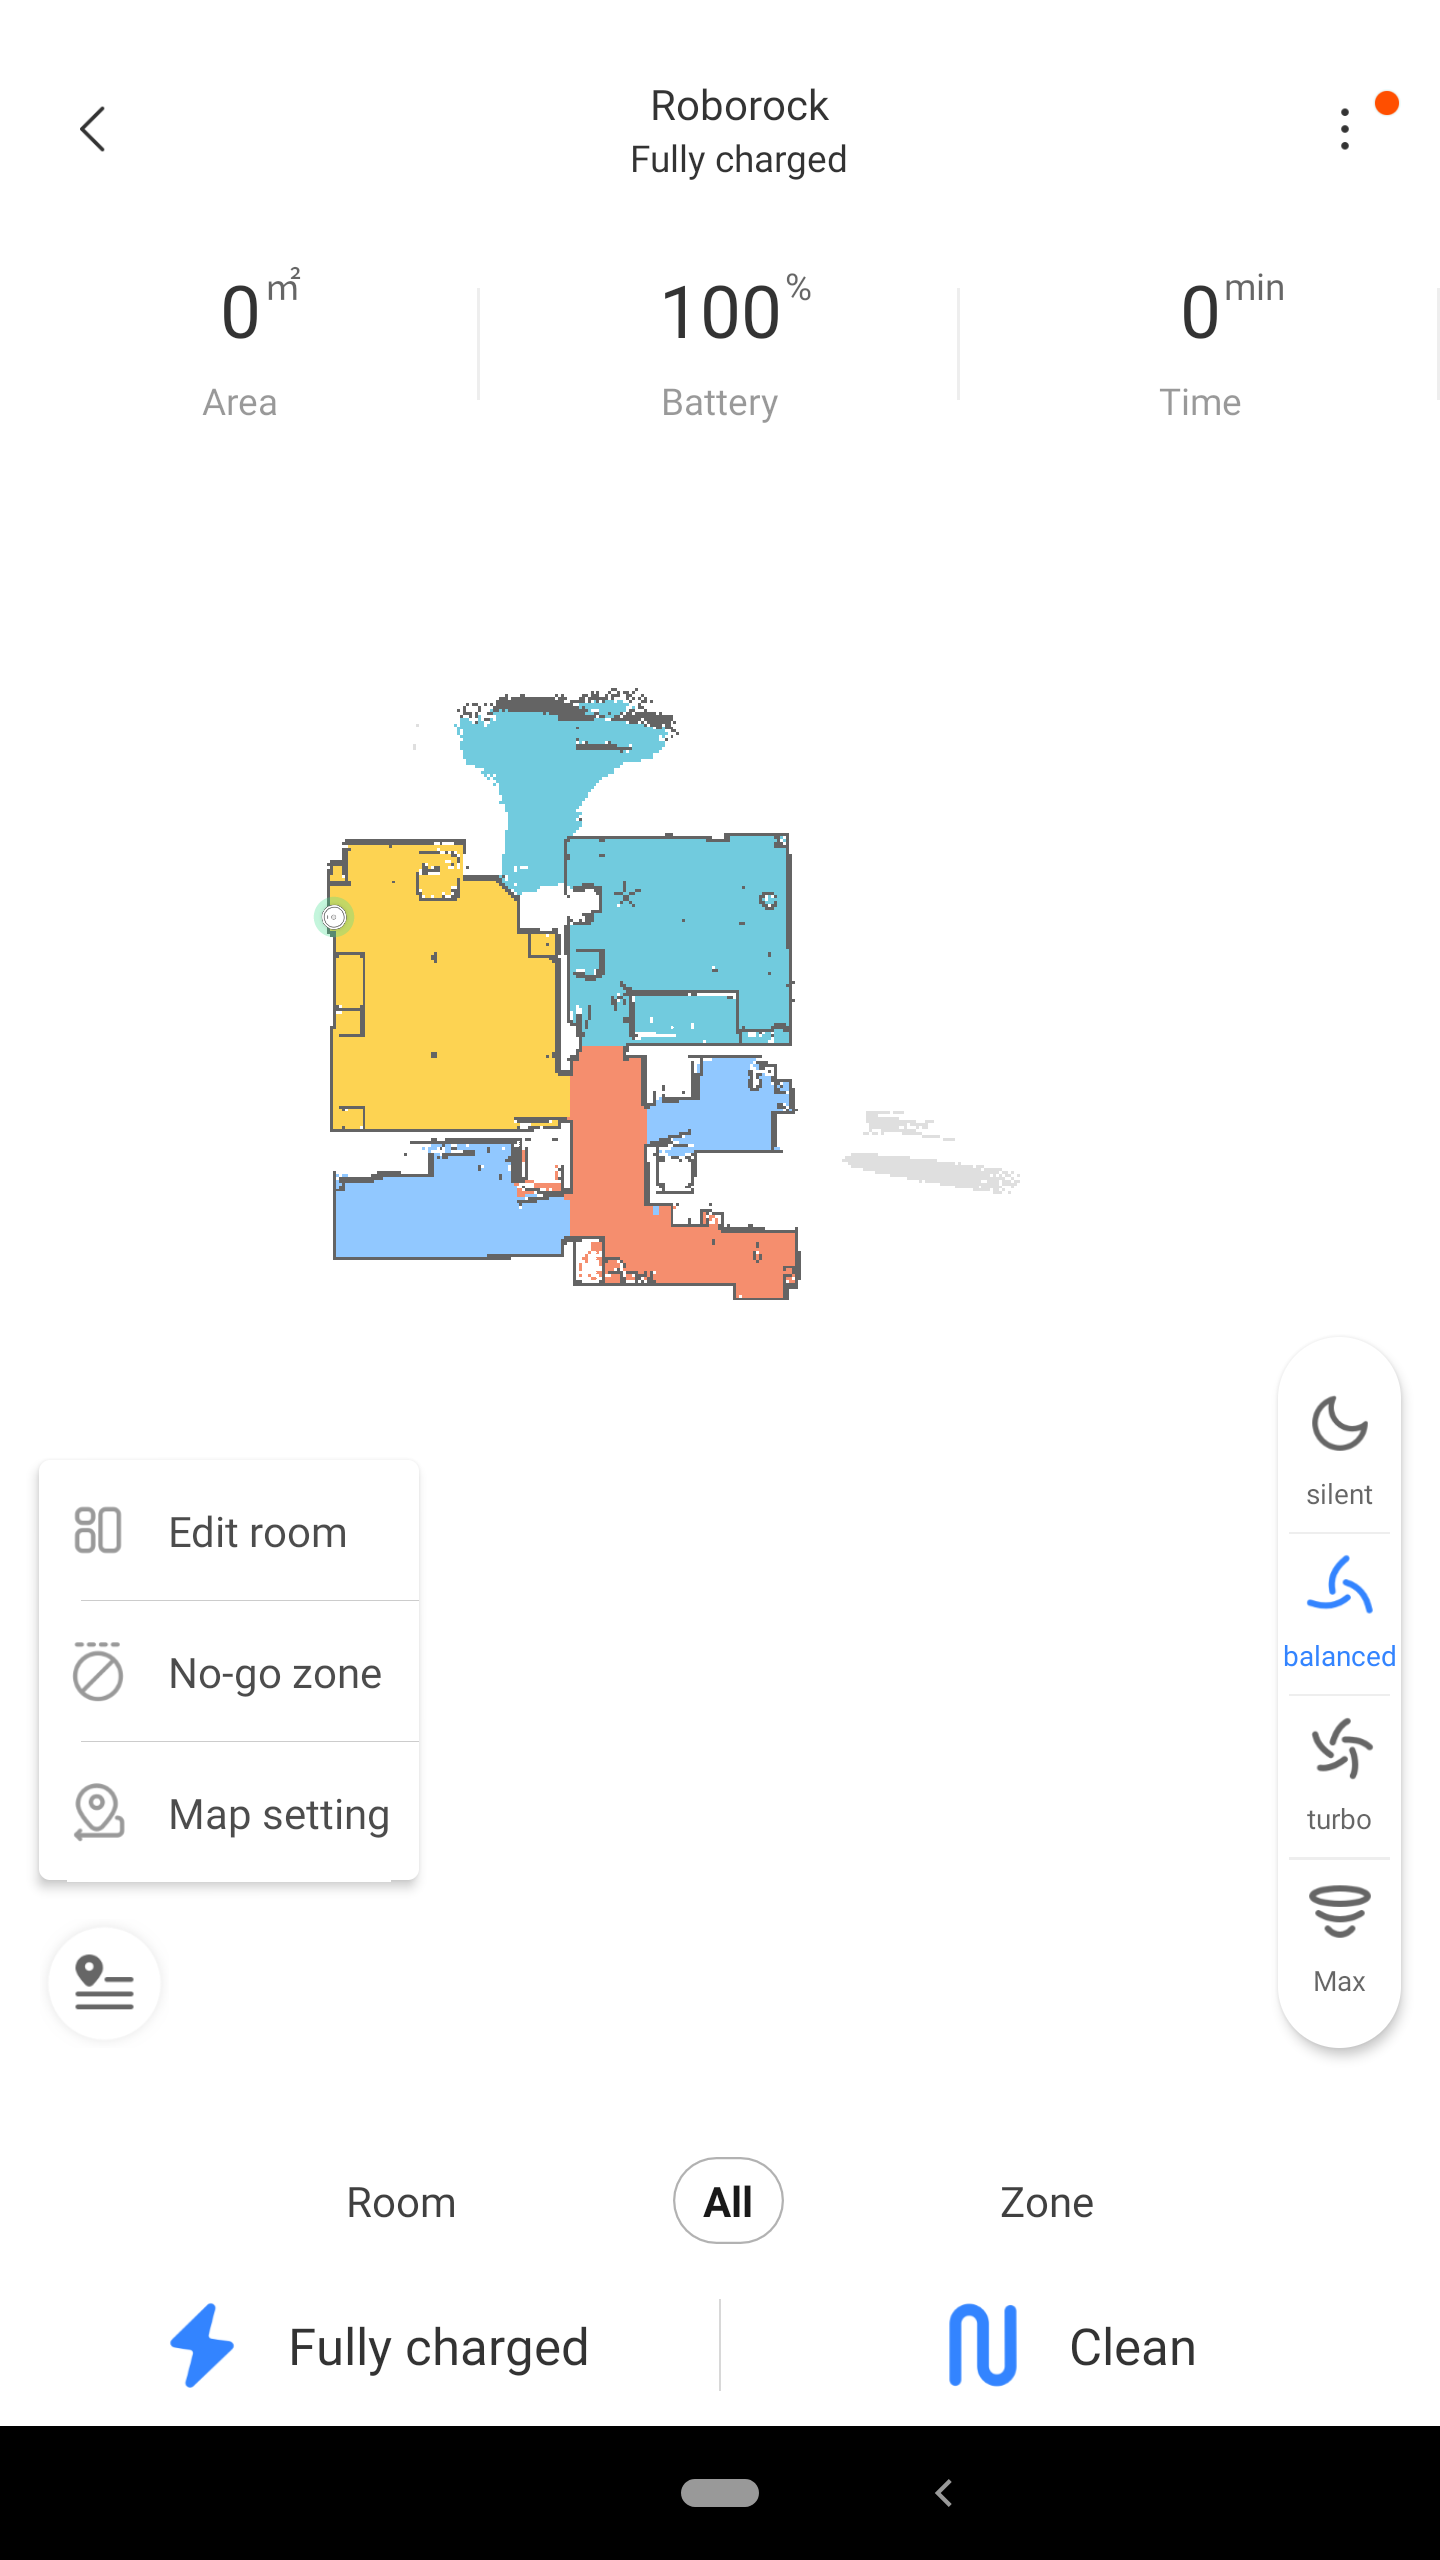 Roborock
Fully charged
0 m²
100 %
0 min
Area
Battery
Time
silent
balanced
turbo
Max
Edit room
No-go zone
Map setting
Room
All
Zone
Fully charged
Clean